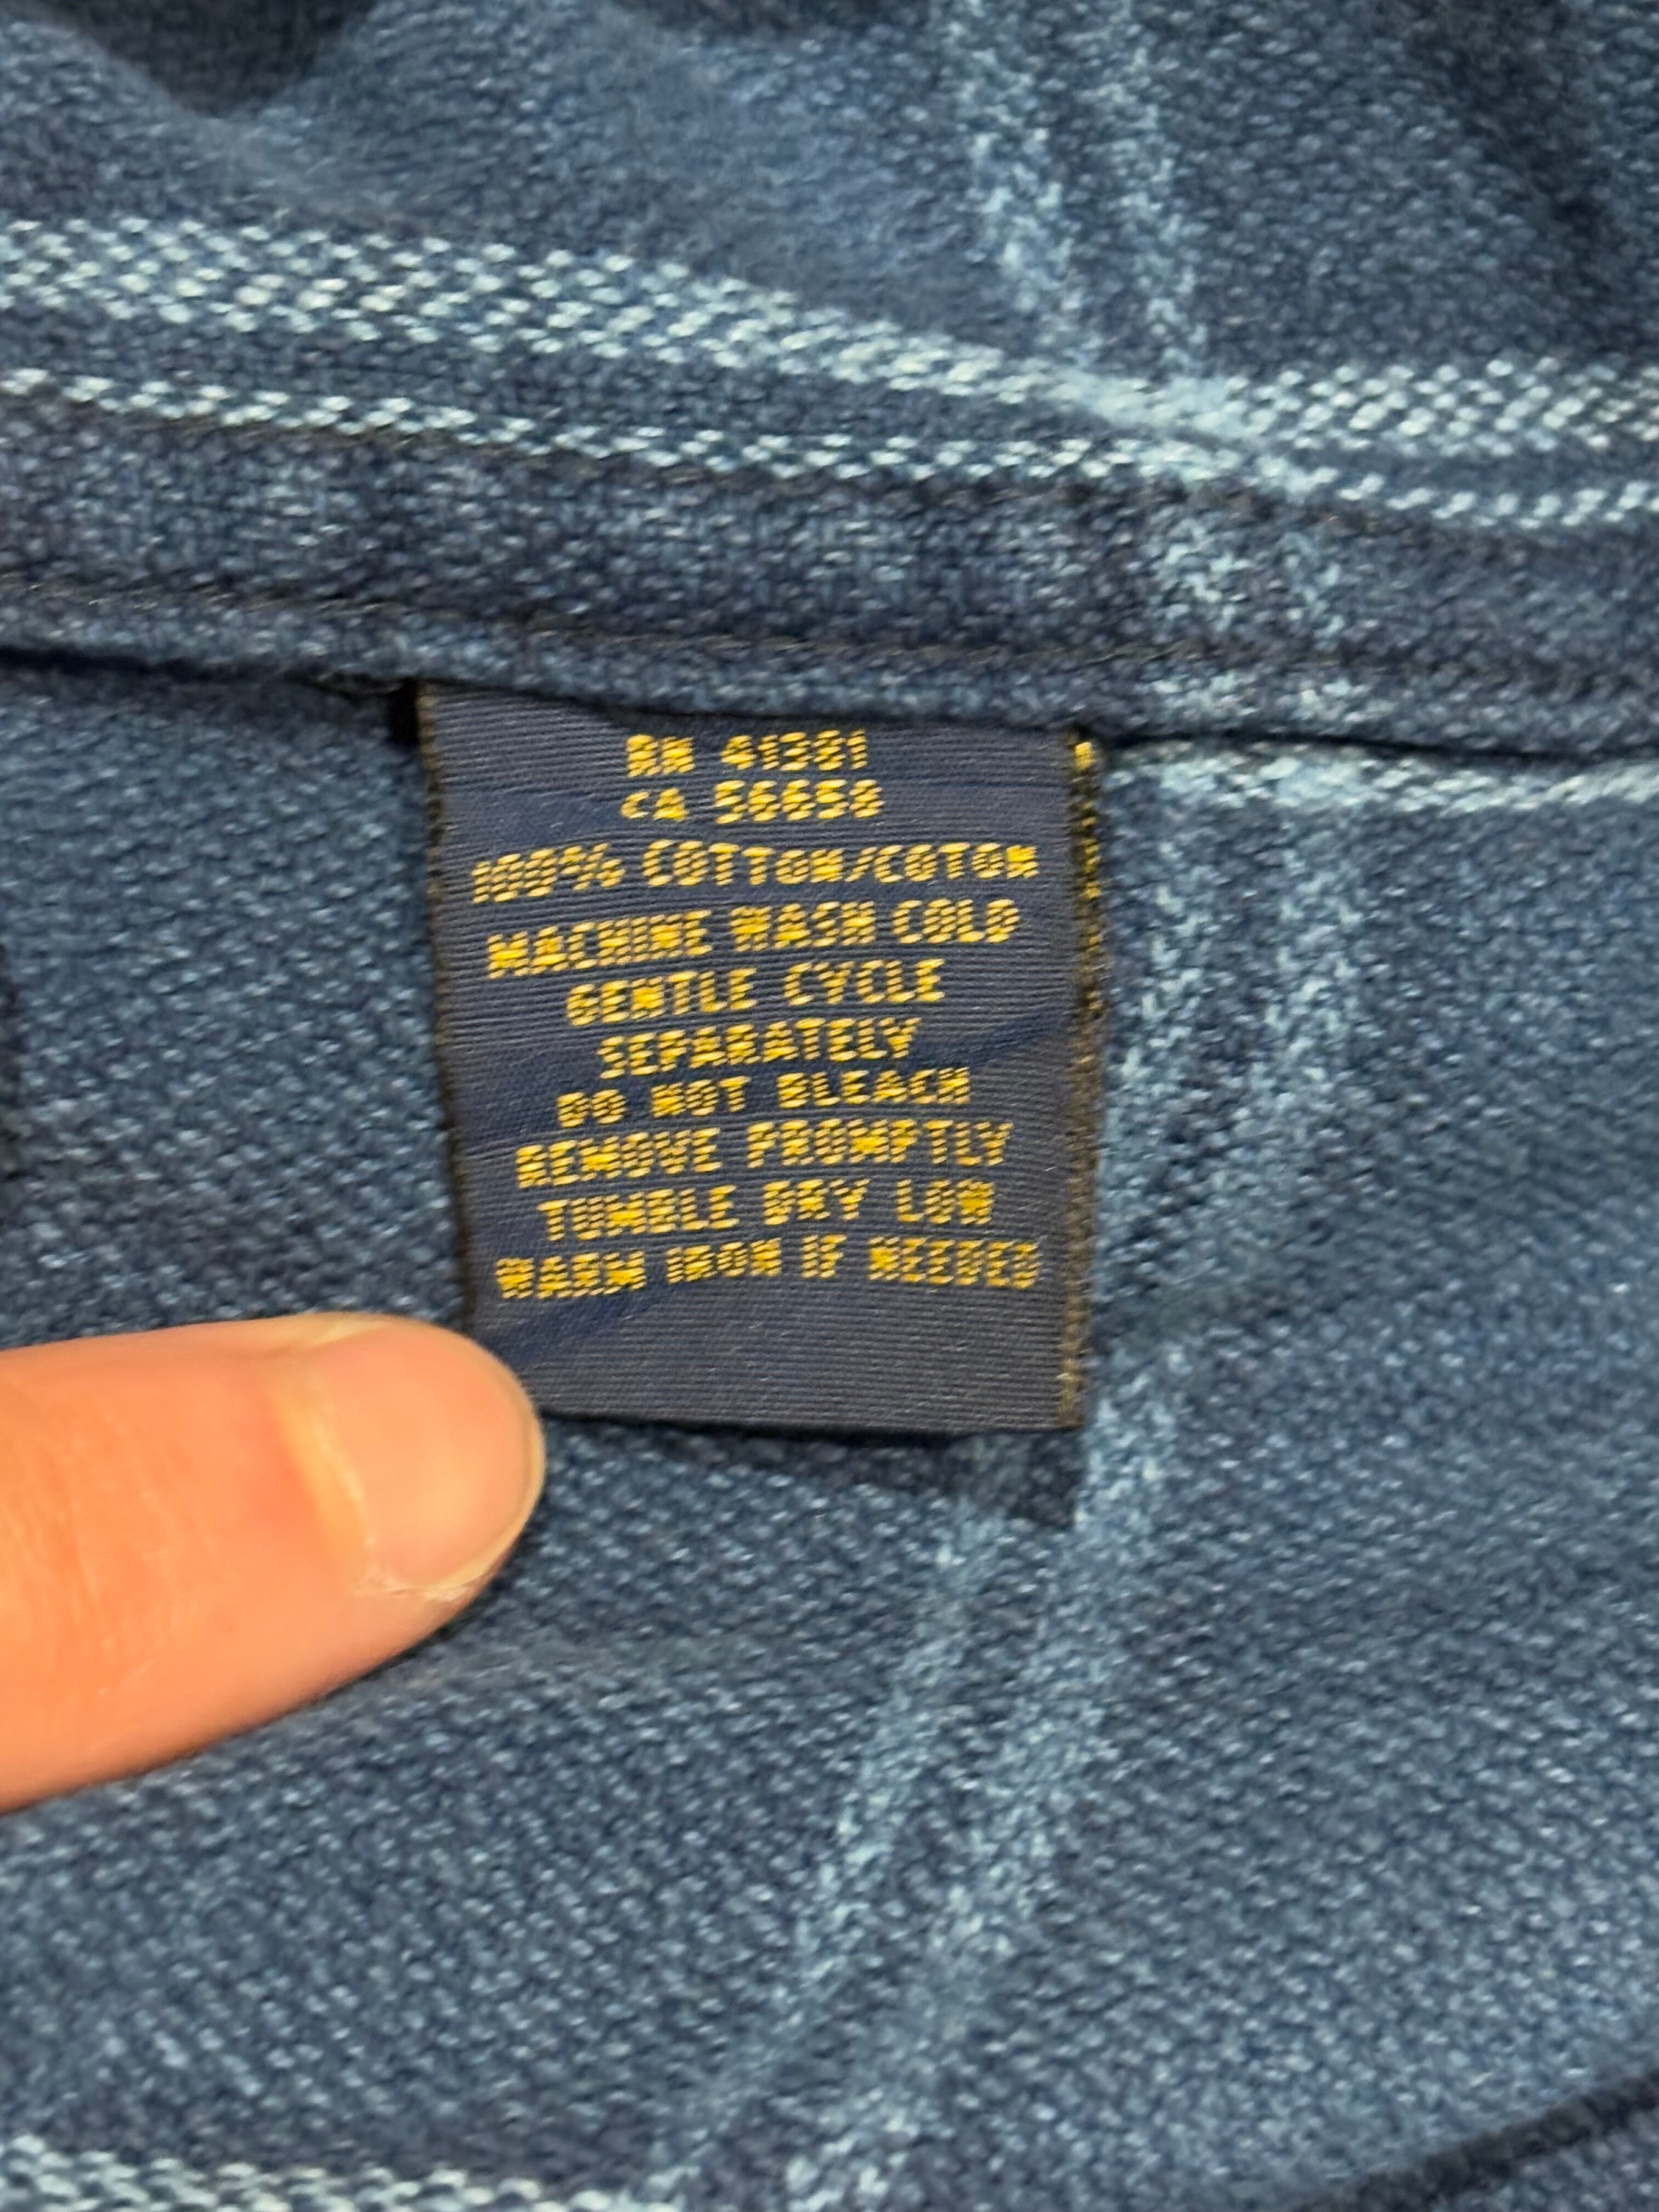 RN 41381
CA 56658
100% COTTON/COTON
MACHINE WASH COLD
GENTLE CYCLE
SEPARATELY
DO NOT BLEACH
REMOVE PROMPTLY
TUMBLE DRY LOW
WARM IRON IF NEEDED